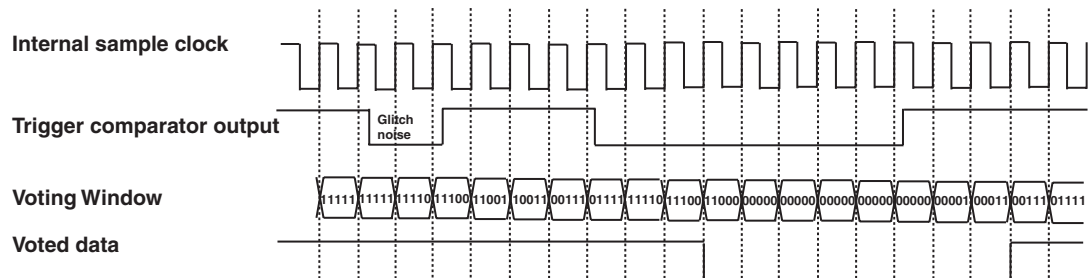 Internal sample clock
Trigger comparator output
Glitch
noise
Voting Window
11111 11111 11110 11100 11001 10011 00111 01111 11110 11100 11000 00000 00000 00000 00000 00000 00001 00011 00111 01111
Voted data